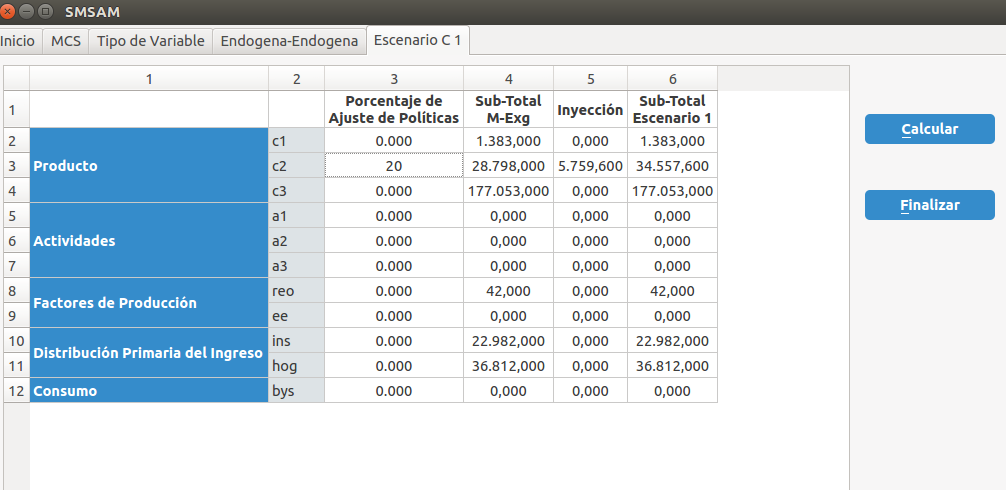 SMSAM
Inicio MCS Tipo de Variable Endogena-Endogena Escenario C 1
1 2 3 4 5 6
1 Porcentaje de Ajuste de Políticas Sub-Total M-Exg Inyección Sub-Total Escenario 1
2 Producto c1 0.000 1.383,000 0,000 1.383,000
3 c2 20 28.798,000 5.759,600 34.557,600
4 c3 0.000 177.053,000 0,000 177.053,000
5 Actividades a1 0.000 0,000 0,000 0,000
6 a2 0.000 0,000 0,000 0,000
7 a3 0.000 0,000 0,000 0,000
8 Factores de Producción reo 0.000 42,000 0,000 42,000
9 ee 0.000 0,000 0,000 0,000
10 Distribución Primaria del Ingreso ins 0.000 22.982,000 0,000 22.982,000
11 hog 0.000 36.812,000 0,000 36.812,000
12 Consumo bys 0.000 0,000 0,000 0,000
Calcular
Finalizar